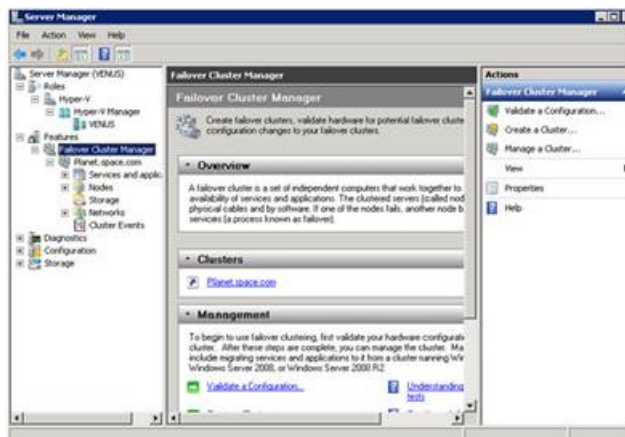 Server Manager
File Action View Help
Server Manager (VENUS)
Roles
Hyper-V
Hyper-V Manager
VENUS
Features
Failover Cluster Manager
Planet.space.com
Services and applic
Nodes
Storage
Networks
Cluster Events
Diagnostics
Configuration
Storage
Failover Cluster Manager
Failover Cluster Manager
Create failover clusters, validate hardware for potential failover cluste
configuration changes to your failover clusters.
Overview
A failover cluster is a set of independent computers that work together to
availability of services and applications. The clustered servers (called nod
physical cables and by software. If one of the nodes fails, another node b
services (a process known as failover).
Clusters
Planet.space.com
Management
To begin to use failover clustering, first validate your hardware configurati
cluster. After these steps are complete, you can manage the cluster. Ma
include migrating services and applications to it from a cluster running Wi
Windows Server 2008, or Windows Server 2008 R2.
Validate a Configuration...
Understanding
tests
Actions
Failover Cluster Manager
Validate a Configuration...
Create a Cluster...
Manage a Cluster...
View
Properties
Help